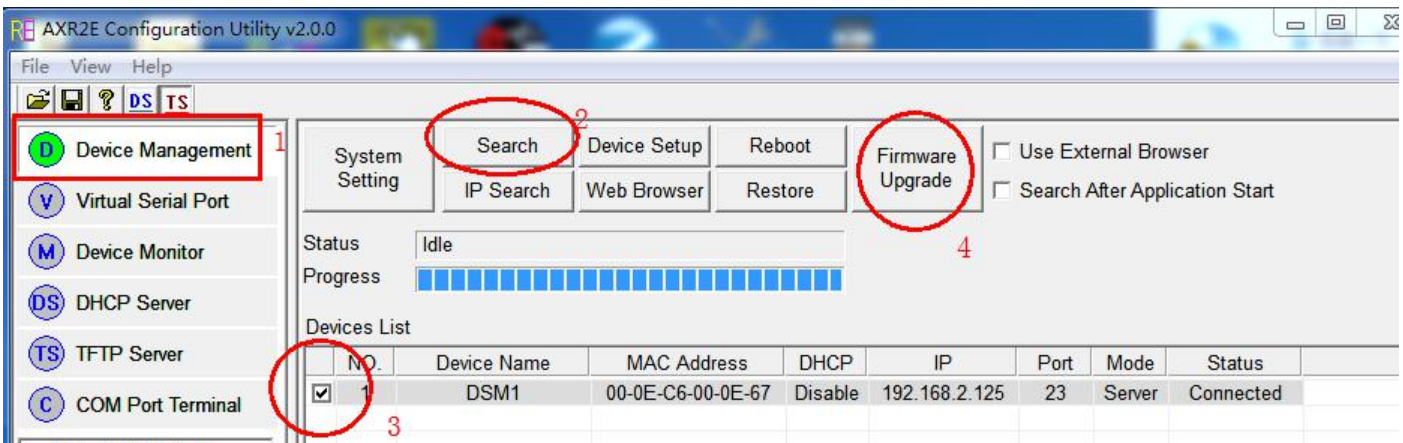 AXR2E Configuration Utility v2.0.0
File View Help
DS TS
D Device Management 1
V Virtual Serial Port
M Device Monitor
DS DHCP Server
TS TFTP Server
C COM Port Terminal
System Setting
Search 2 Device Setup Reboot
IP Search Web Browser Restore
Firmware Upgrade
4
Use External Browser
Search After Application Start
Status Idle
Progress
Devices List
NO. Device Name MAC Address DHCP IP Port Mode Status
1 DSM1 00-0E-C6-00-0E-67 Disable 192.168.2.125 23 Server Connected
3